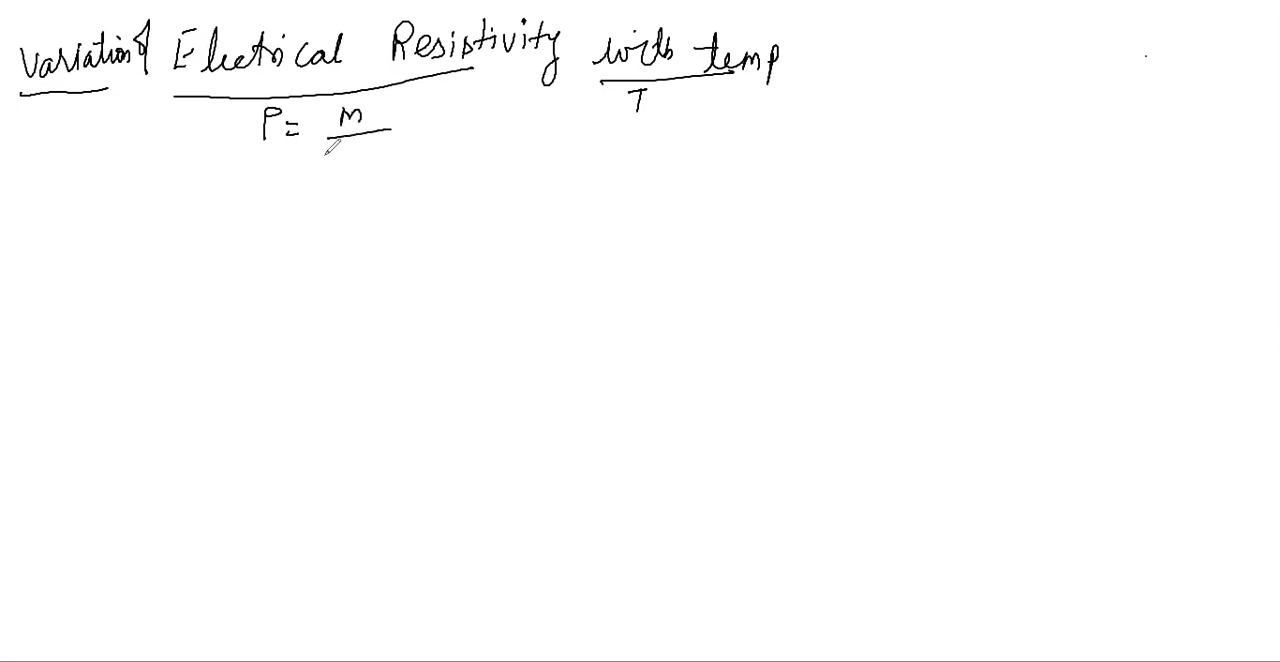 Variation of Electrical Resistivity with temp
T
ρ = m